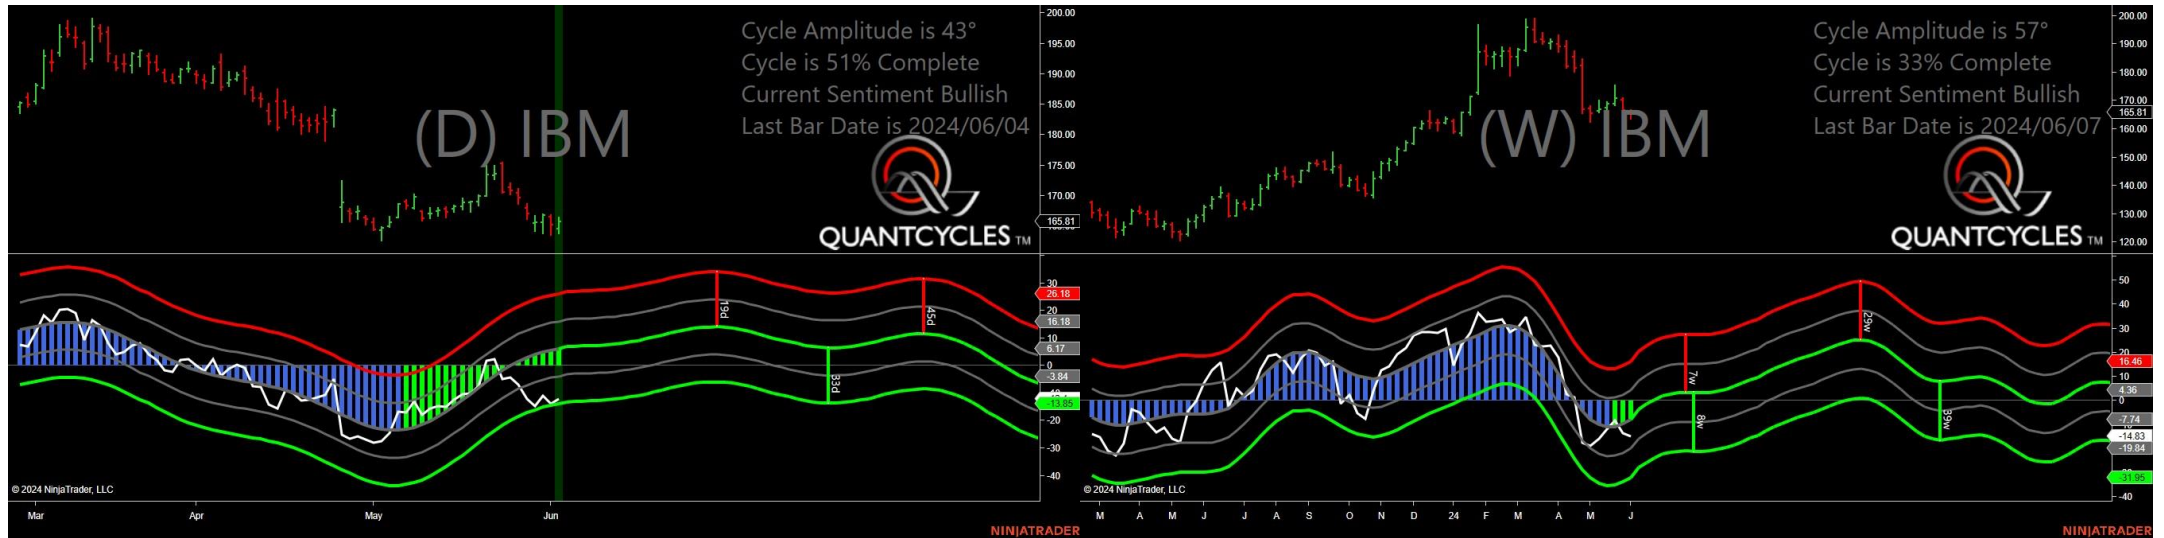 Cycle Amplitude is 43°
Cycle is 51% Complete
Current Sentiment Bullish
Last Bar Date is 2024/06/04
(D) IBM
QUANTCYCLES TM
200.00
195.00
190.00
185.00
180.00
175.00
170.00
165.81
30
26.18
20
16.18
10
6.17
0
-3.84
-13.85
-20
-30
-40
19d
45d
33d
© 2024 NinjaTrader, LLC
Mar Apr May Jun
NINJATRADER
Cycle Amplitude is 57°
Cycle is 33% Complete
Current Sentiment Bullish
Last Bar Date is 2024/06/07
(W) IBM
QUANTCYCLES TM
200.00
190.00
180.00
170.00
165.81
160.00
150.00
140.00
130.00
120.00
50
40
30
20
16.46
10
4.36
0
-7.74
-14.83
-19.84
-31.95
-40
7w
8w
29w
39w
© 2024 NinjaTrader, LLC
M A M J J A S O N D 24 F M A M J
NINJATRADER